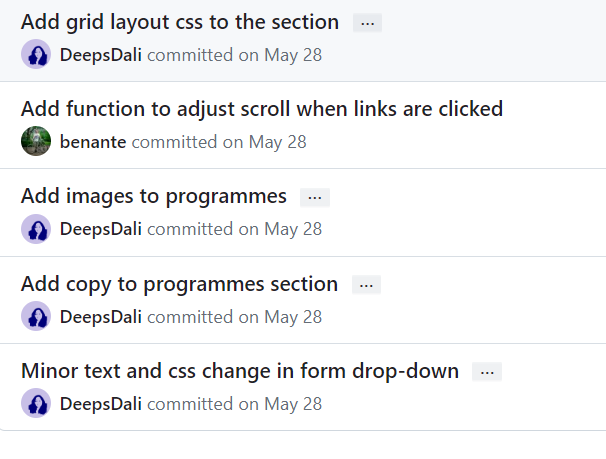 Add grid layout css to the section ...
DeepsDali committed on May 28
Add function to adjust scroll when links are clicked
benante committed on May 28
Add images to programmes ...
DeepsDali committed on May 28
Add copy to programmes section ...
DeepsDali committed on May 28
Minor text and css change in form drop-down ...
DeepsDali committed on May 28